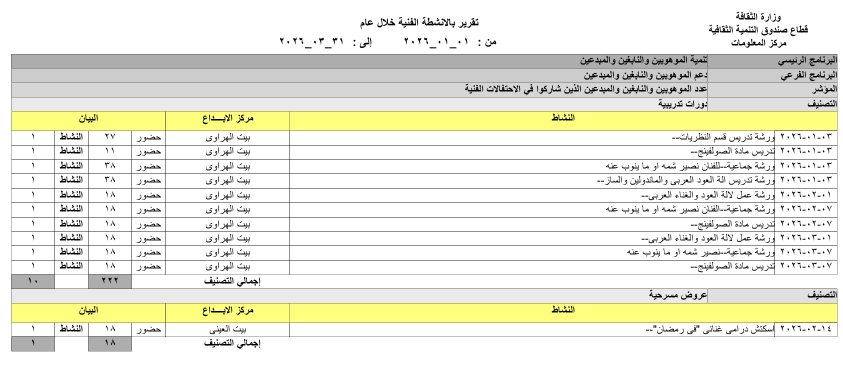 وزارة الثقافة
قطاع صندوق التنمية الثقافية
مركز المعلومات
تقرير بالانشطة الفنية خلال عام
من : ٠١_٠١_٢٠٢٦ إلى : ٣١_٠٣_٢٠٢٦
البرنامج الرئيسي تنمية الموهوبين والنابغين والمبدعين
البرنامج الفرعي دعم الموهوبين والنابغين والمبدعين
المؤشر عدد الموهوبين والنابغين والمبدعين الذين شاركوا في الاحتفالات الفنية
التصنيف دورات تدريبية
النشاط مركز الابـــداع البيان
٠٣-٠١-٢٠٢٦ ورشة تدريس قسم النظريات-- بيت الهراوى حضور ٢٧ النشاط ١
٠٣-٠١-٢٠٢٦ تدريس مادة الصولفينج-- بيت الهراوى حضور ١١ النشاط ١
٠٣-٠١-٢٠٢٦ ورشة جماعية--للفنان نصير شمه او ما ينوب عنه بيت الهراوى حضور ٣٨ النشاط ١
٠٣-٠١-٢٠٢٦ ورشة تدريس الة العود العربى والماندولين والساز-- بيت الهراوى حضور ٣٨ النشاط ١
٠١-٠٢-٢٠٢٦ ورشة عمل لالة العود والغناء العربى-- بيت الهراوى حضور ١٨ النشاط ١
٠٧-٠٢-٢٠٢٦ ورشة جماعية--الفنان نصير شمه او ما ينوب عنه بيت الهراوى حضور ١٨ النشاط ١
٠٧-٠٢-٢٠٢٦ تدريس مادة الصولفينج-- بيت الهراوى حضور ١٨ النشاط ١
٠١-٠٣-٢٠٢٦ ورشة عمل لالة العود والغناء العربى-- بيت الهراوى حضور ١٨ النشاط ١
٠٧-٠٣-٢٠٢٦ ورشة جماعية--نصير شمه او ما ينوب عنه بيت الهراوى حضور ١٨ النشاط ١
٠٧-٠٣-٢٠٢٦ تدريس مادة الصولفينج-- بيت الهراوى حضور ١٨ النشاط ١
إجمالي التصنيف ٢٢٢ ١٠
التصنيف عروض مسرحية
النشاط مركز الابـــداع البيان
١٤-٠٢-٢٠٢٦ اسكتش درامى غنائى "فى رمضان"-- بيت العينى حضور ١٨ النشاط ١
إجمالي التصنيف ١٨ ١